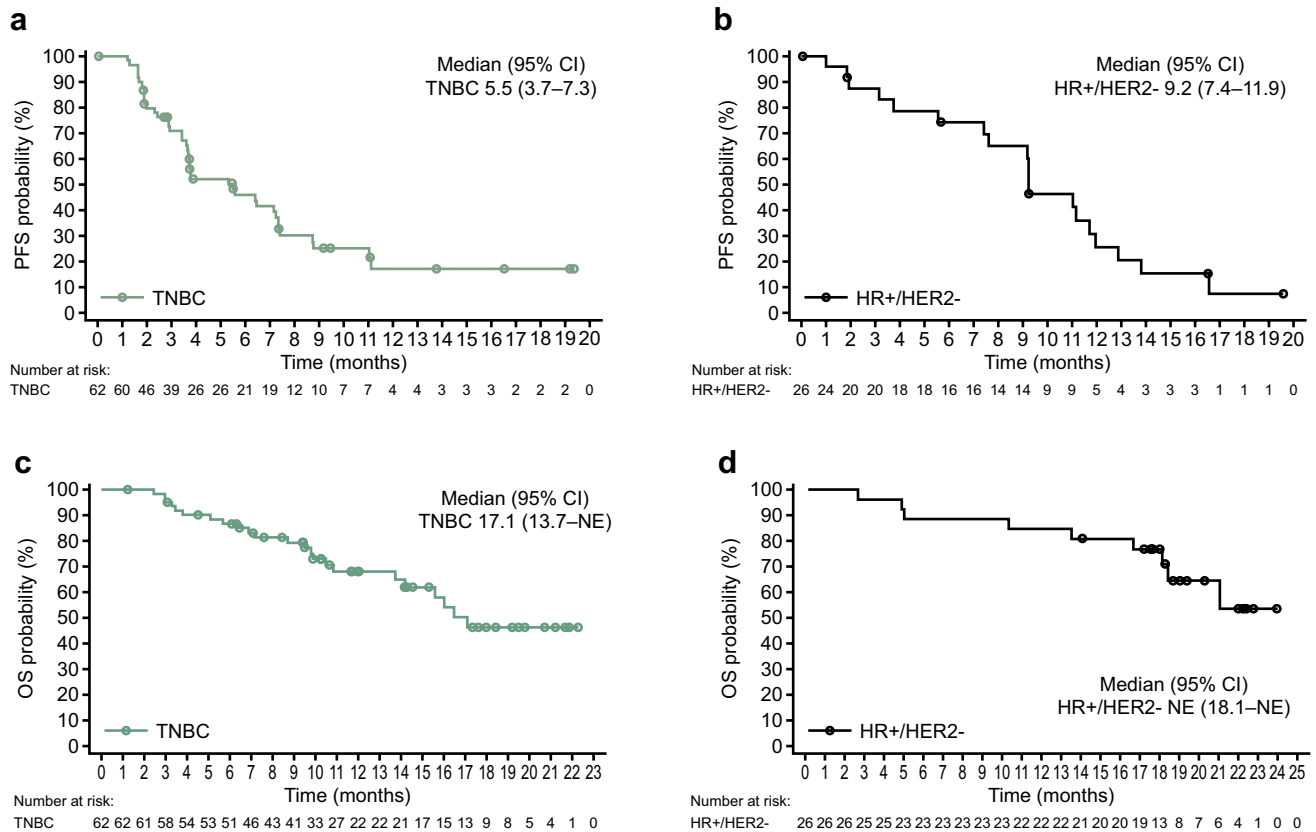 a
PFS probability (%)
100
90
80
70
60
50
40
30
20
10
0
Median (95% CI)
TNBC 5.5 (3.7–7.3)
TNBC
0 1 2 3 4 5 6 7 8 9 10 11 12 13 14 15 16 17 18 19 20
Time (months)
Number at risk:
TNBC 62 60 46 39 26 26 21 19 12 10 7 7 4 4 3 3 3 2 2 2 0
b
PFS probability (%)
100
90
80
70
60
50
40
30
20
10
0
Median (95% CI)
HR+/HER2- 9.2 (7.4–11.9)
HR+/HER2-
0 1 2 3 4 5 6 7 8 9 10 11 12 13 14 15 16 17 18 19 20
Time (months)
Number at risk:
HR+/HER2- 26 24 20 20 18 18 16 16 14 14 9 9 5 4 3 3 3 1 1 1 0
c
OS probability (%)
100
90
80
70
60
50
40
30
20
10
0
Median (95% CI)
TNBC 17.1 (13.7–NE)
TNBC
0 1 2 3 4 5 6 7 8 9 10 11 12 13 14 15 16 17 18 19 20 21 22 23
Time (months)
Number at risk:
TNBC 62 62 61 58 54 53 51 46 43 41 33 27 22 22 21 17 15 13 9 8 5 4 1 0
d
OS probability (%)
100
90
80
70
60
50
40
30
20
10
0
Median (95% CI)
HR+/HER2- NE (18.1–NE)
HR+/HER2-
0 1 2 3 4 5 6 7 8 9 10 11 12 13 14 15 16 17 18 19 20 21 22 23 24 25
Time (months)
Number at risk:
HR+/HER2- 26 26 26 25 25 23 23 23 23 23 23 22 22 22 21 20 20 19 13 8 7 6 4 1 0 0